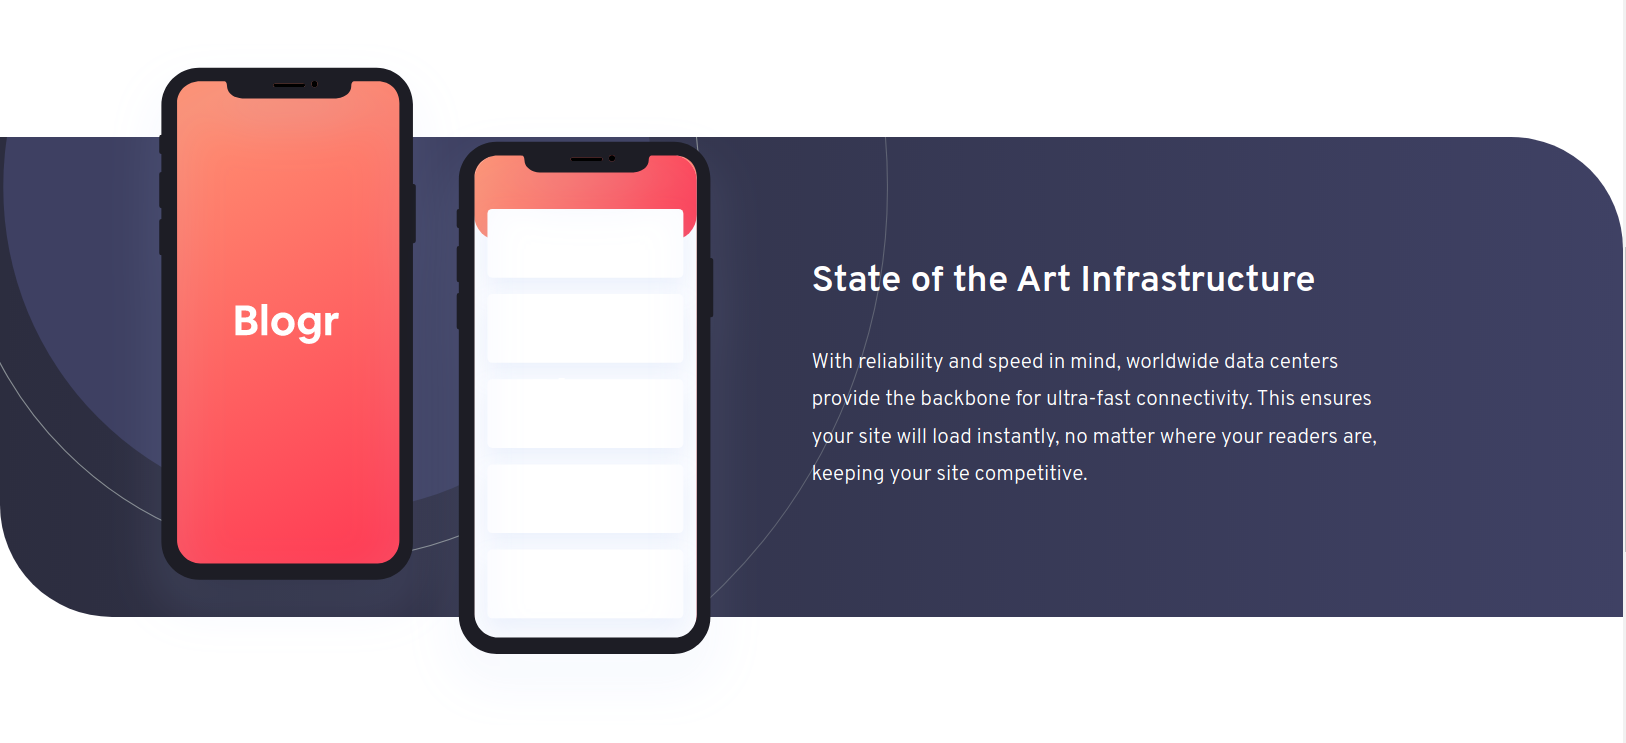 Blogr
State of the Art Infrastructure
With reliability and speed in mind, worldwide data centers
provide the backbone for ultra-fast connectivity. This ensures
your site will load instantly, no matter where your readers are,
keeping your site competitive.